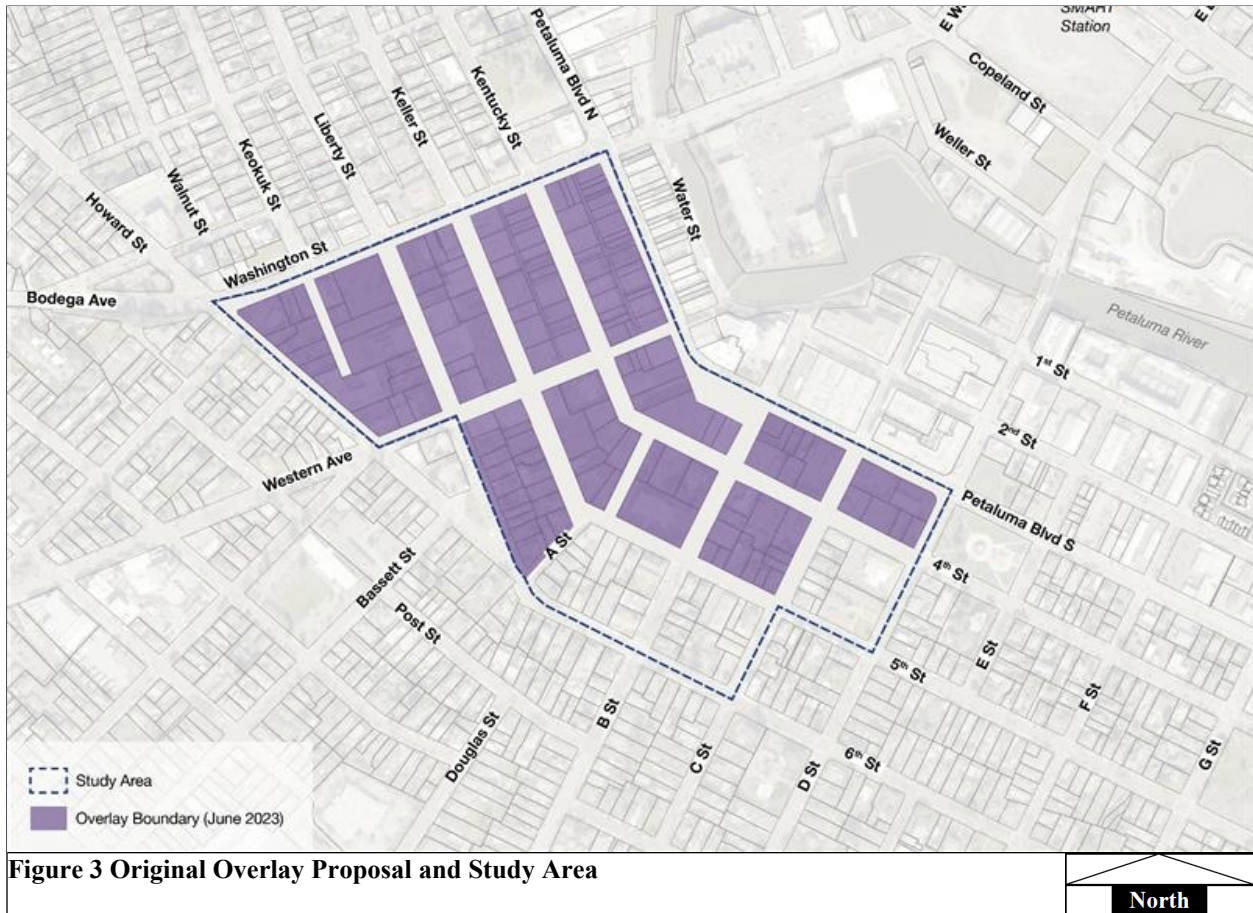 SMART
Station
Petaluma Blvd N
Copeland St
Kentucky St
Keller St
Liberty St
Weller St
Keokuk St
Walnut St
Howard St
Water St
Washington St
Bodega Ave
Petaluma River
1st St
2nd St
Western Ave
Petaluma Blvd S
A St
4th St
Bassett St
Post St
E St
5th St
F St
B St
Douglas St
C St
D St
6th St
G St
Study Area
Overlay Boundary (June 2023)
Figure 3 Original Overlay Proposal and Study Area
North